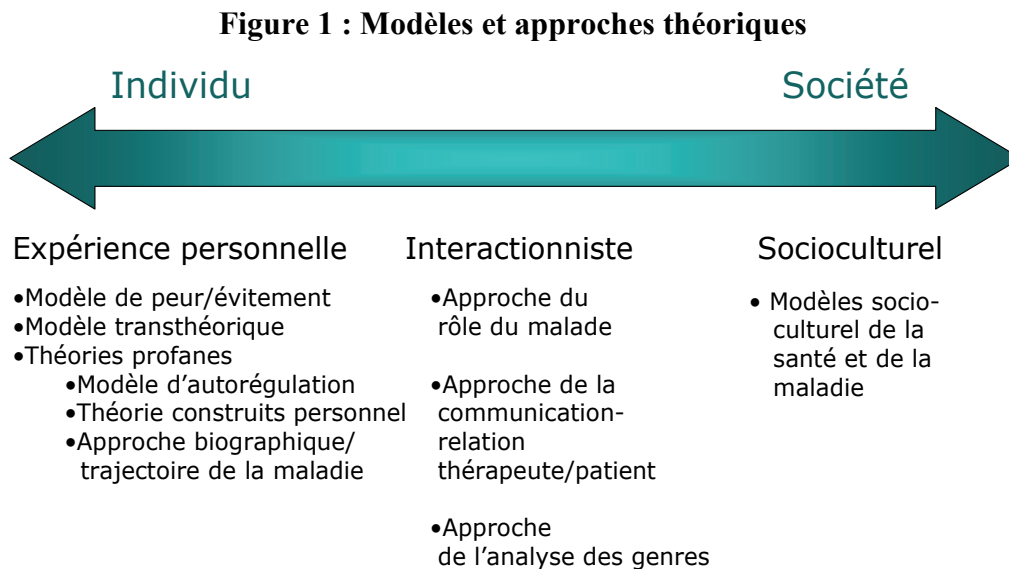 Figure 1 : Modèles et approches théoriques
Individu
Société
Expérience personnelle
•Modèle de peur/évitement
•Modèle transthéorique
•Théories profanes
•Modèle d'autorégulation
•Théorie construits personnel
•Approche biographique/
trajectoire de la maladie
Interactionniste
•Approche du
rôle du malade
•Approche de la
communication-
relation
thérapeute/patient
•Approche
de l'analyse des genres
Socioculturel
• Modèles socio-
culturel de la
santé et de la
maladie